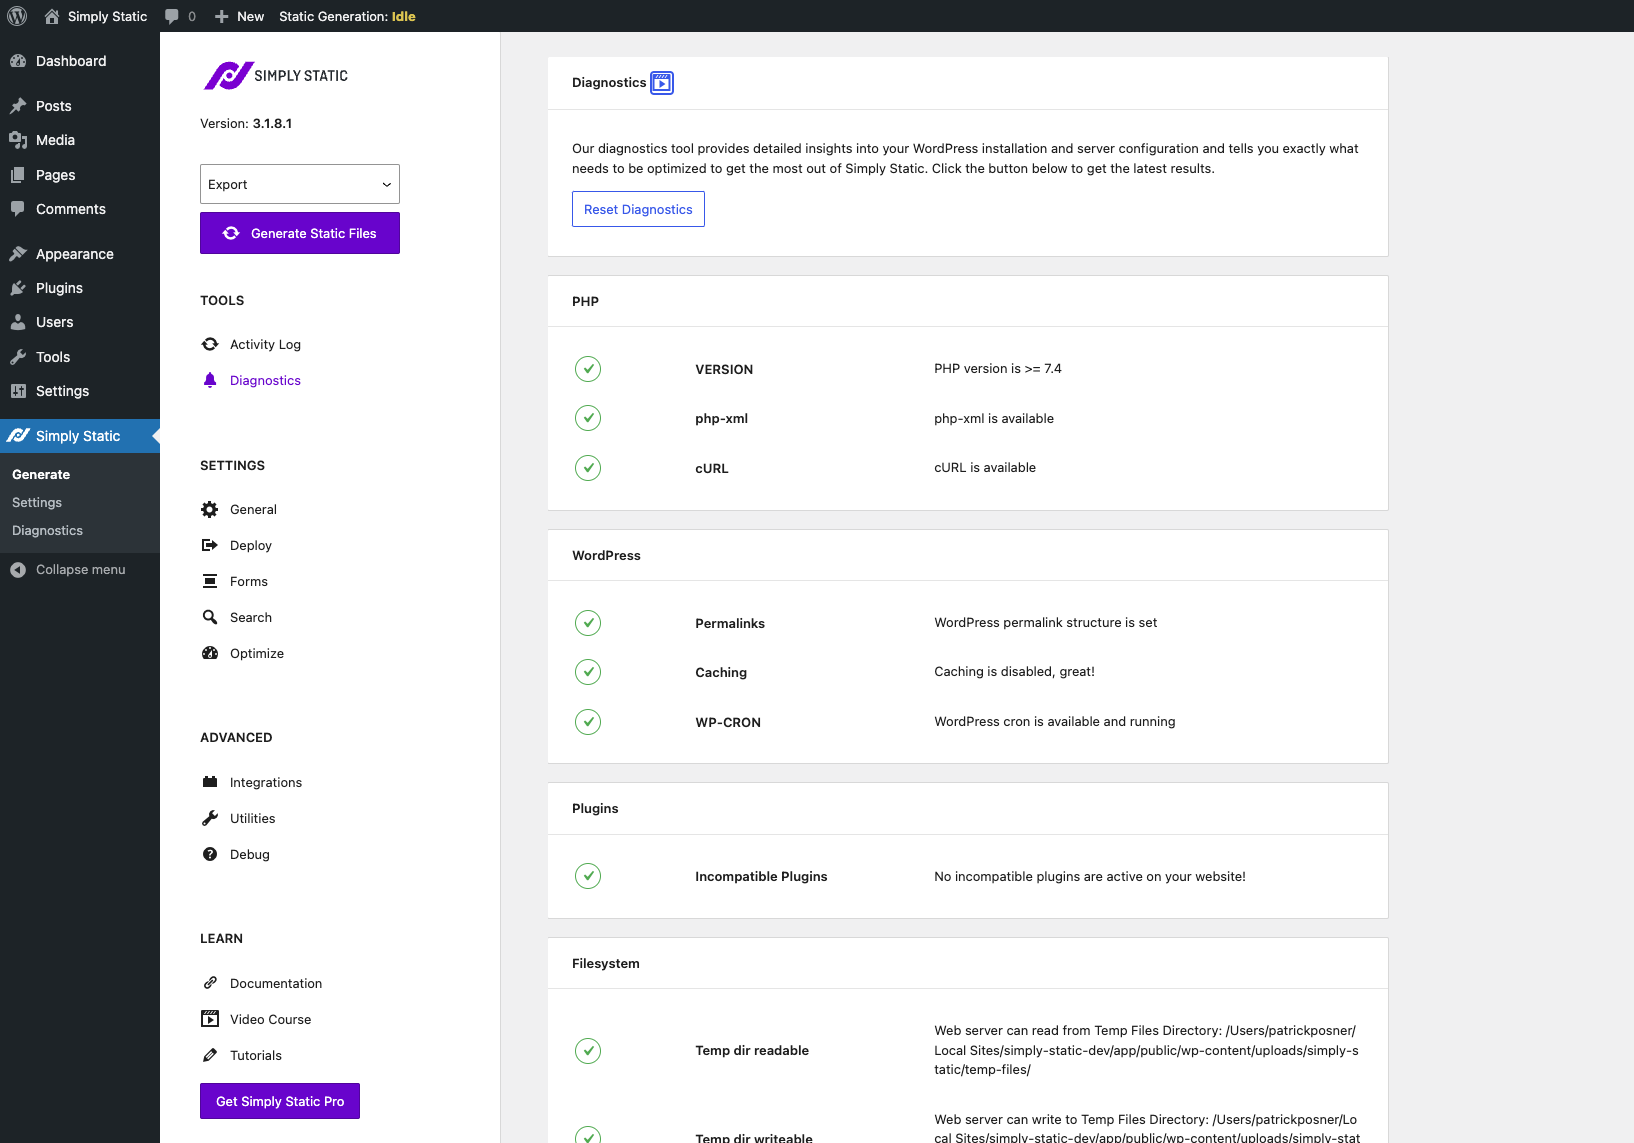 Simply Static
0
New
Static Generation: Idle
Dashboard
Posts
Media
Pages
Comments
Appearance
Plugins
Users
Tools
Settings
Simply Static
Generate
Settings
Diagnostics
Collapse menu
SIMPLY STATIC
Version: 3.1.8.1
Export
Generate Static Files
TOOLS
Activity Log
Diagnostics
SETTINGS
General
Deploy
Forms
Search
Optimize
ADVANCED
Integrations
Utilities
Debug
LEARN
Documentation
Video Course
Tutorials
Get Simply Static Pro
Diagnostics
Our diagnostics tool provides detailed insights into your WordPress installation and server configuration and tells you exactly what
needs to be optimized to get the most out of Simply Static. Click the button below to get the latest results.
Reset Diagnostics
PHP
VERSION
PHP version is >= 7.4
php-xml
php-xml is available
cURL
cURL is available
WordPress
Permalinks
WordPress permalink structure is set
Caching
Caching is disabled, great!
WP-CRON
WordPress cron is available and running
Plugins
Incompatible Plugins
No incompatible plugins are active on your website!
Filesystem
Temp dir readable
Web server can read from Temp Files Directory: /Users/patrickposner/
Local Sites/simply-static-dev/app/public/wp-content/uploads/simply-s
tatic/temp-files/
Temp dir writeable
Web server can write to Temp Files Directory: /Users/patrickposner/Lo
cal Sites/simply-static-dev/app/public/wp-content/uploads/simply-stat